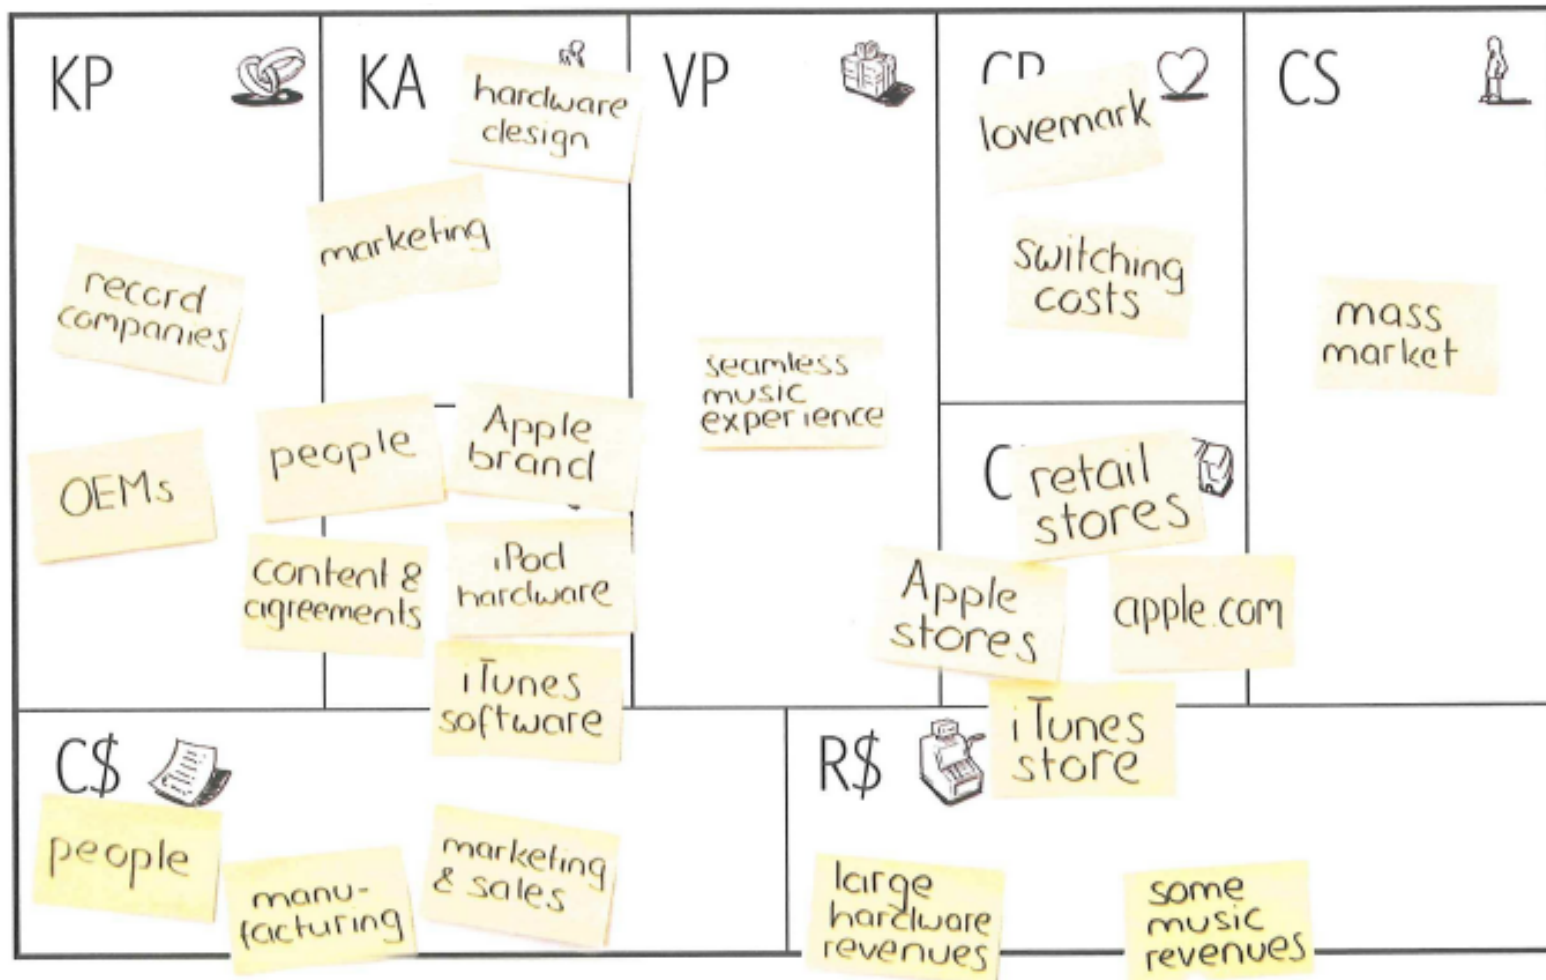 KP
record
companies
OEMs
KA
hardware
design
marketing
people
Apple
brand
content &
agreements
iPod
hardware
iTunes
software
VP
seamless
music
experience
CR
lovemark
switching
costs
C
retail
stores
Apple
stores
apple.com
iTunes
store
CS
mass
market
C$
people
manu-
facturing
marketing
& sales
R$
large
hardware
revenues
some
music
revenues